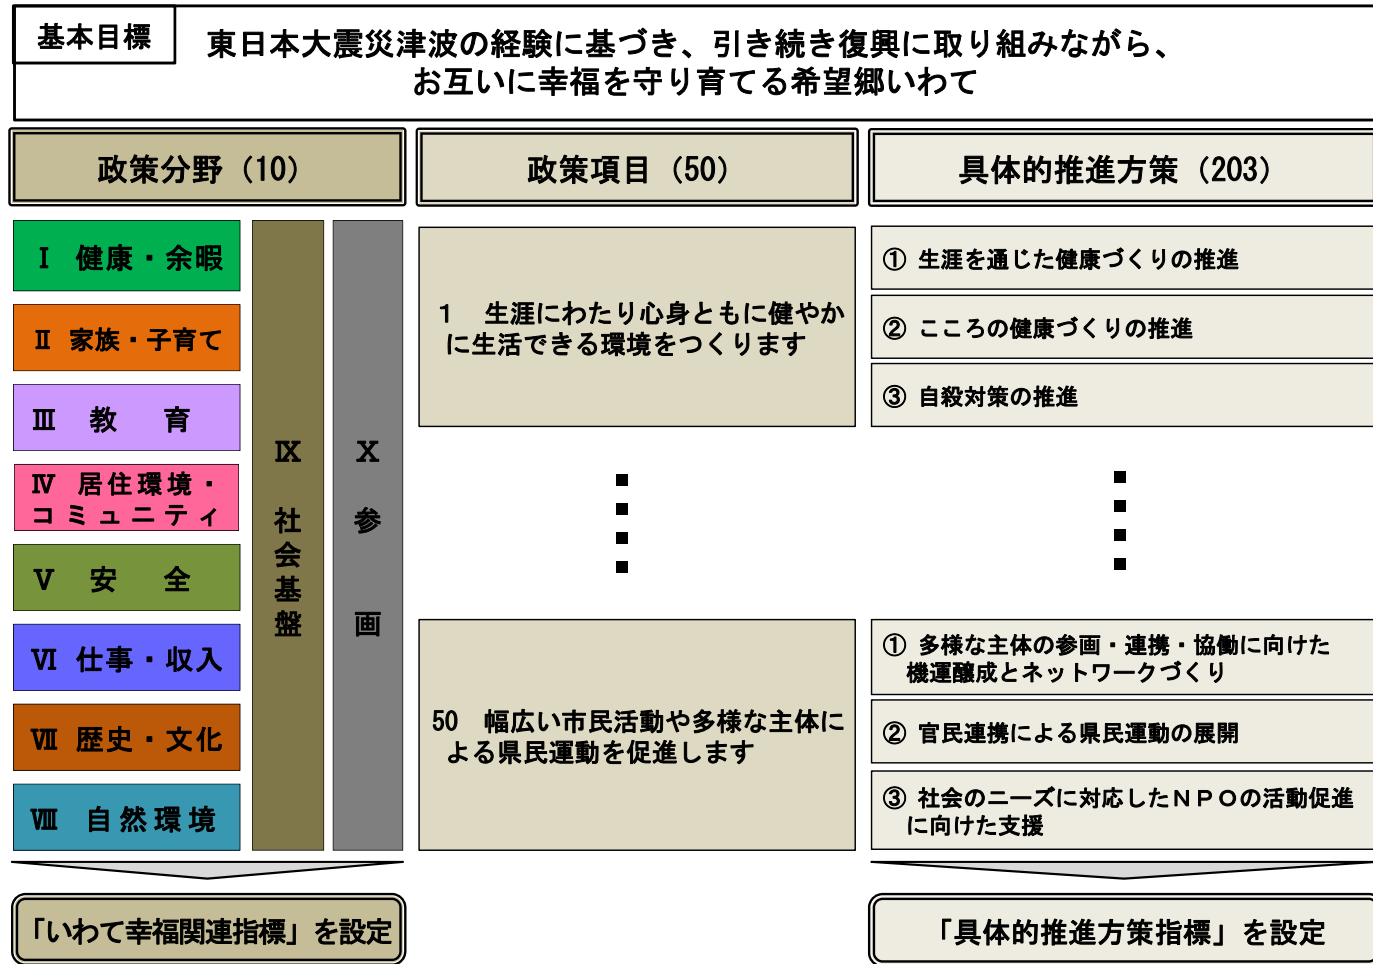 基本目標
東日本大震災津波の経験に基づき、引き続き復興に取り組みながら、
お互いに幸福を守り育てる希望郷いわて
政策分野（10）
政策項目（50）
具体的推進方策（203）
Ⅰ　健康・余暇
Ⅱ　家族・子育て
Ⅲ　教　育
Ⅳ　居住環境・
コミュニティ
Ⅴ　安　全
Ⅵ　仕事・収入
Ⅶ　歴史・文化
Ⅷ　自然環境
Ⅸ　社会基盤
Ⅹ　参　画
1　生涯にわたり心身ともに健やか
に生活できる環境をつくります
① 生涯を通じた健康づくりの推進
② こころの健康づくりの推進
③ 自殺対策の推進
50　幅広い市民活動や多様な主体に
よる県民運動を促進します
① 多様な主体の参画・連携・協働に向けた
機運醸成とネットワークづくり
② 官民連携による県民運動の展開
③ 社会のニーズに対応したＮＰＯの活動促進
に向けた支援
「いわて幸福関連指標」を設定
「具体的推進方策指標」を設定